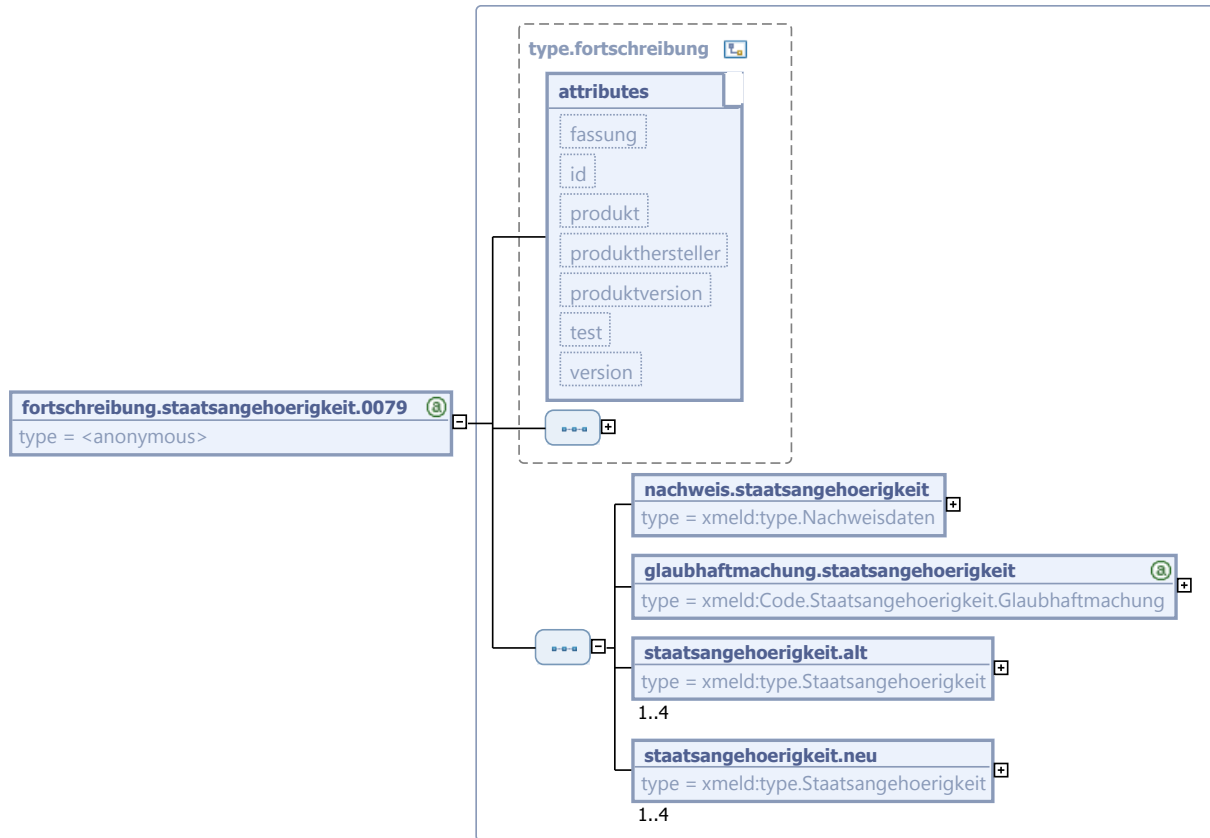 type.fortschreibung
attributes
fassung
id
produkt
produkthersteller
produktversion
test
version
fortschreibung.staatsangehoerigkeit.0079 a
type = <anonymous>
nachweis.staatsangehoerigkeit
type = xmeld:type.Nachweisdaten
glaubhaftmachung.staatsangehoerigkeit a
type = xmeld:Code.Staatsangehoerigkeit.Glaubhaftmachung
staatsangehoerigkeit.alt
type = xmeld:type.Staatsangehoerigkeit
1..4
staatsangehoerigkeit.neu
type = xmeld:type.Staatsangehoerigkeit
1..4